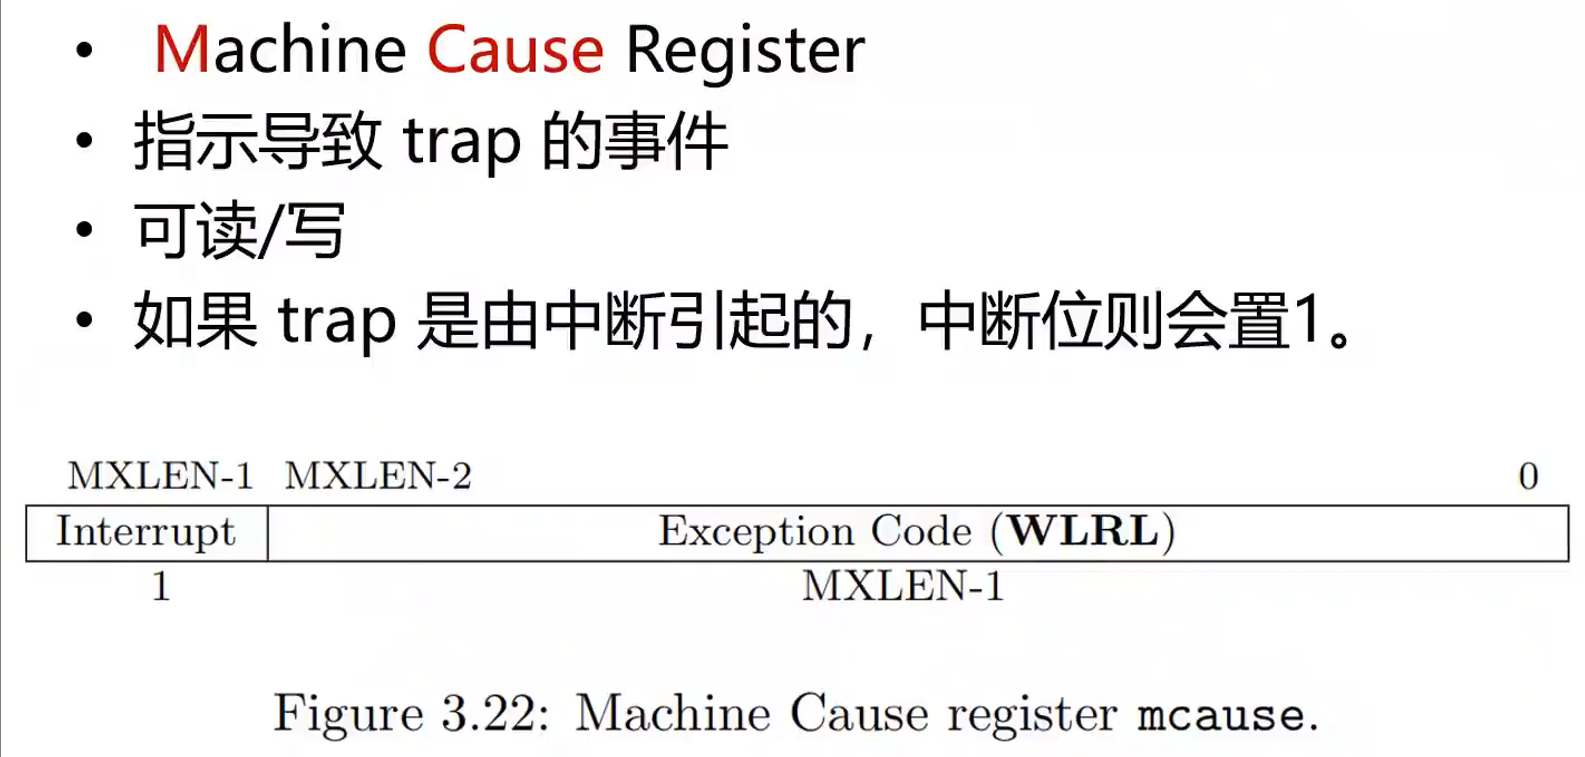 • Machine Cause Register
• 指示导致 trap 的事件
• 可读/写
• 如果 trap 是由中断引起的，中断位则会置1。
MXLEN-1 MXLEN-2 0
Interrupt Exception Code (WLRL)
1 MXLEN-1
Figure 3.22: Machine Cause register mcause.